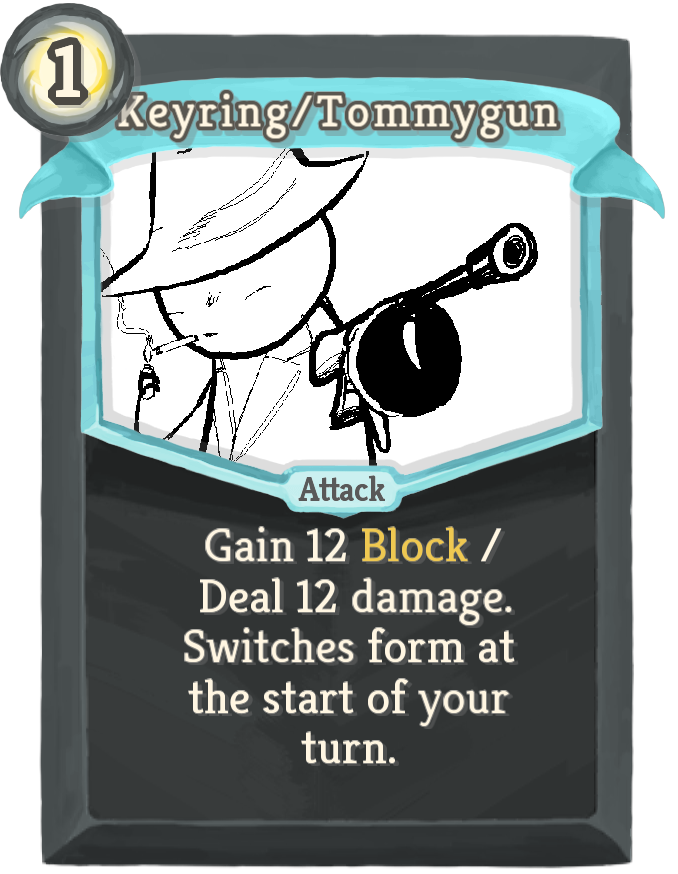 1
Keyring/Tommygun
Attack
Gain 12 Block /
Deal 12 damage.
Switches form at
the start of your
turn.